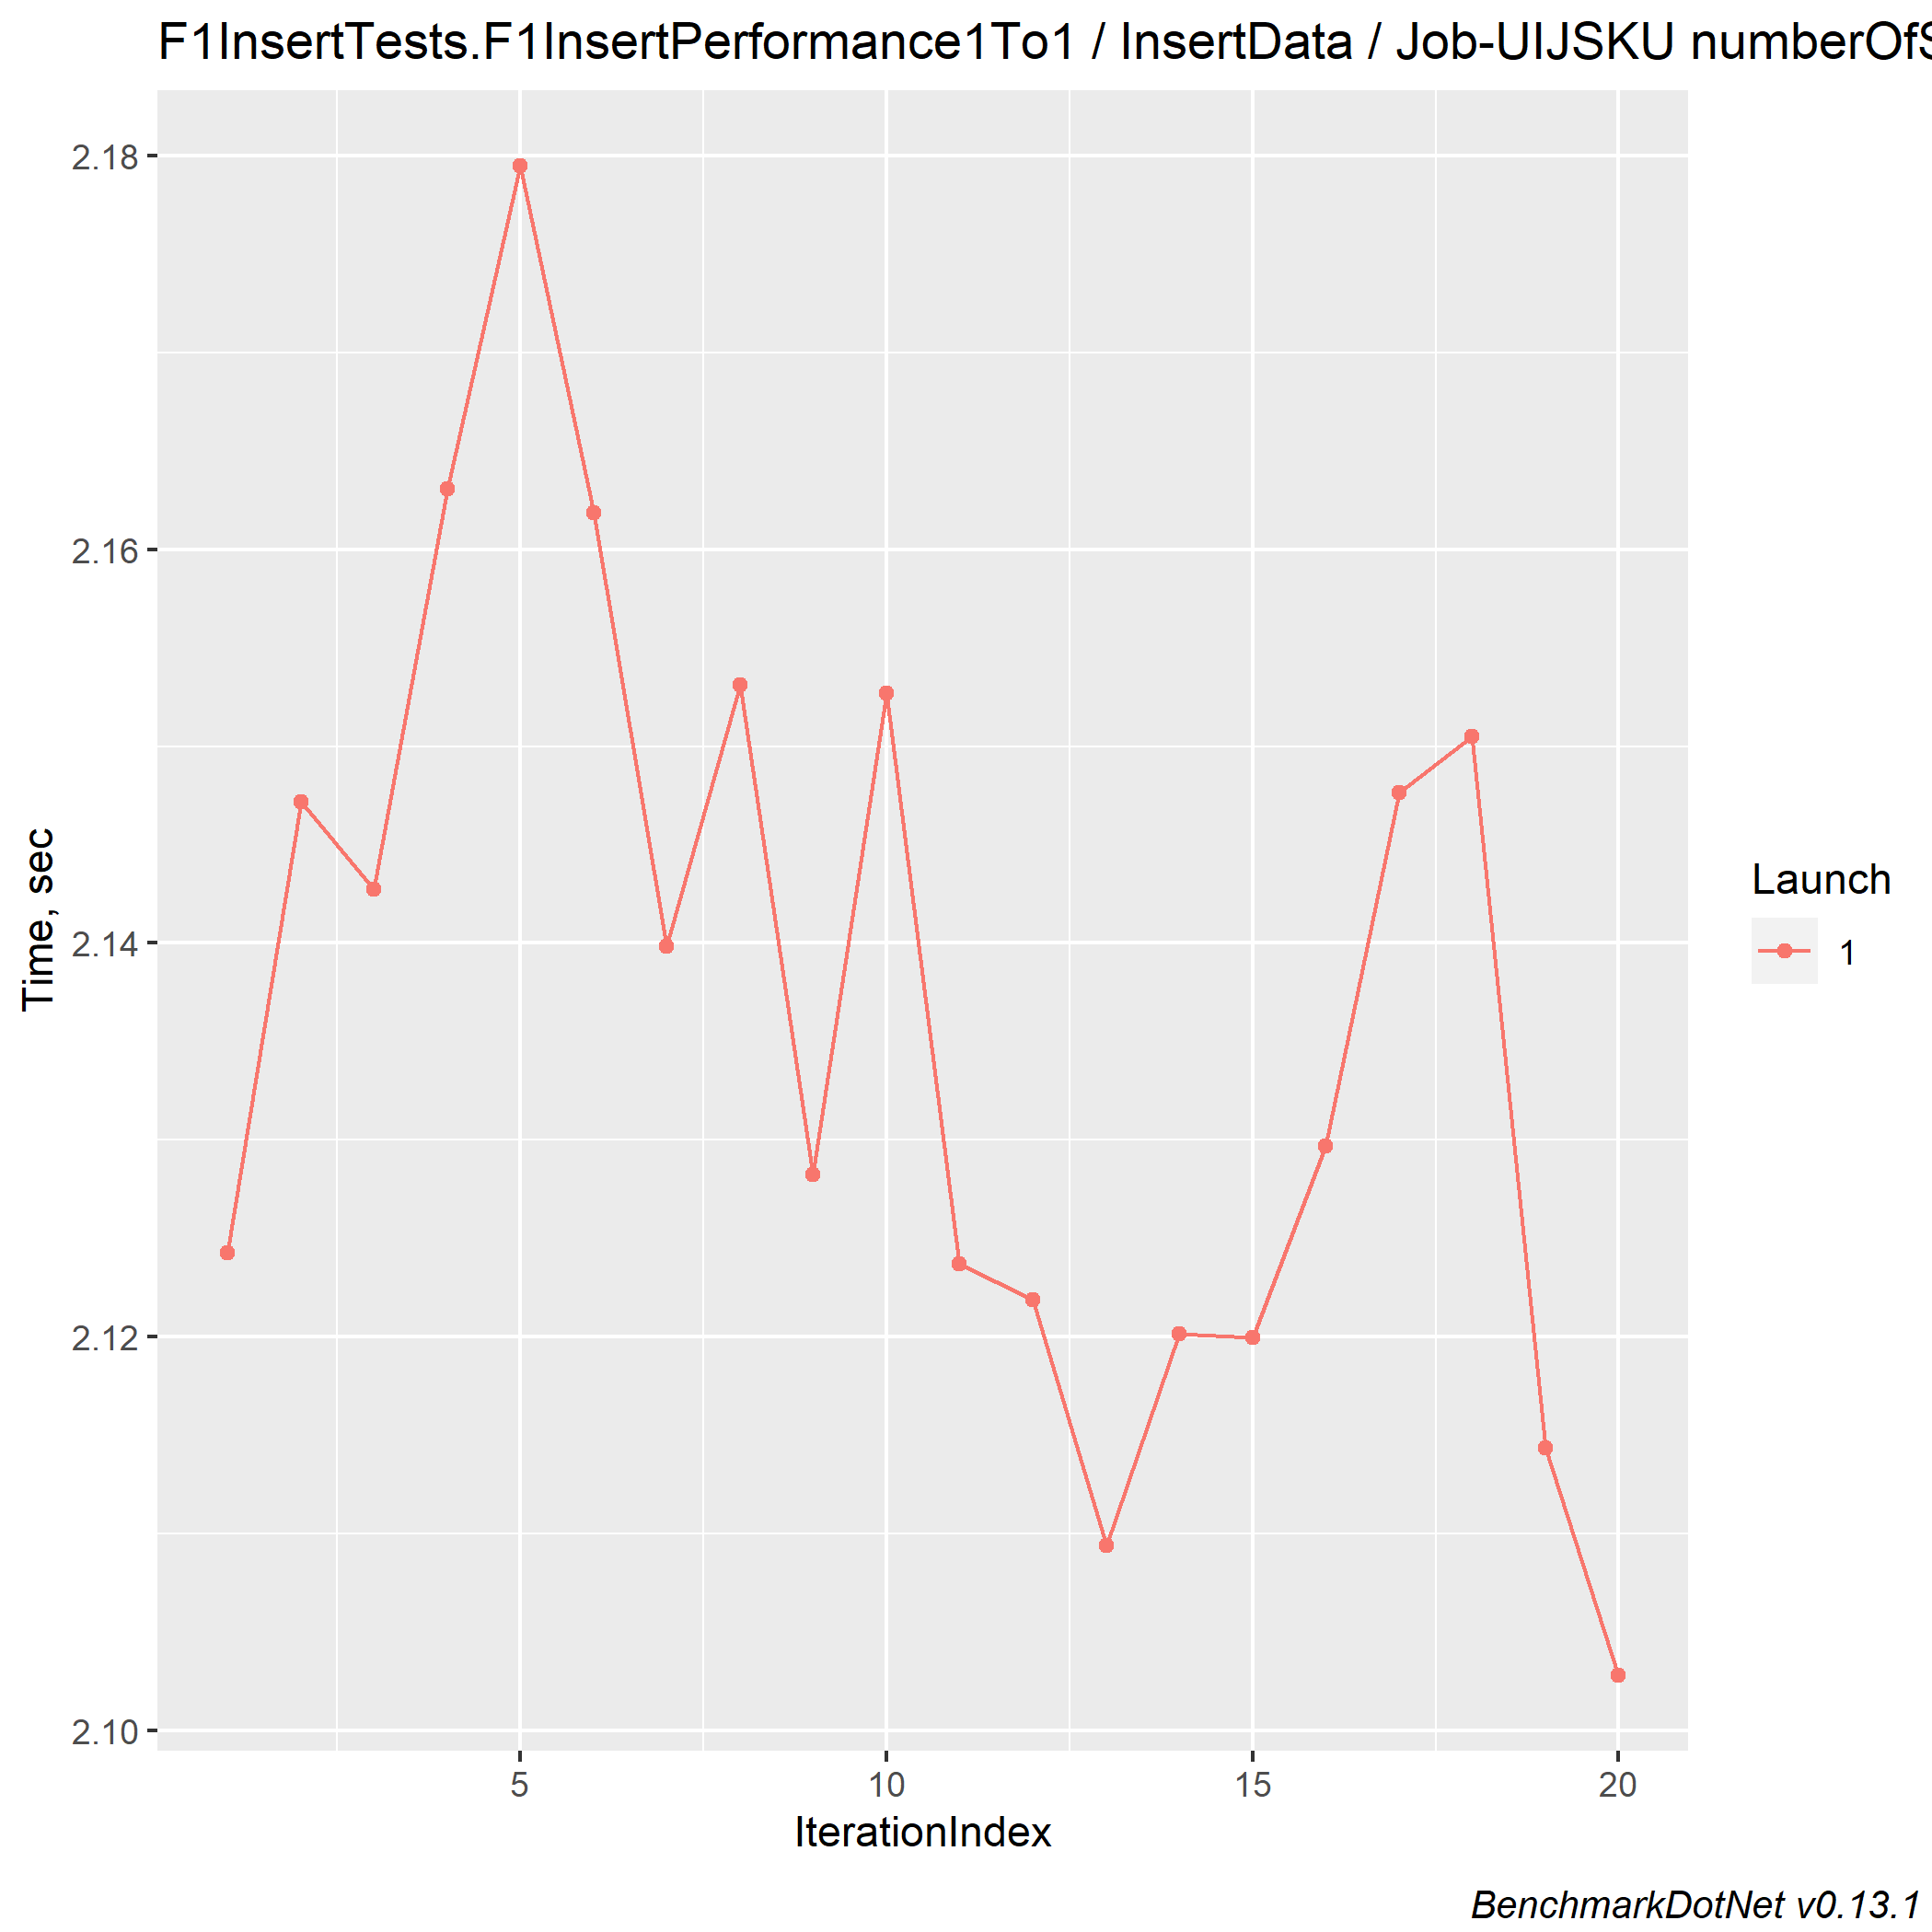 F1InsertTests.F1InsertPerformance1To1 / InsertData / Job-UIJSKU numberOfS
2.18
2.16
2.14
2.12
2.10
Time, sec
5 10 15 20
IterationIndex
Launch
1
BenchmarkDotNet v0.13.1